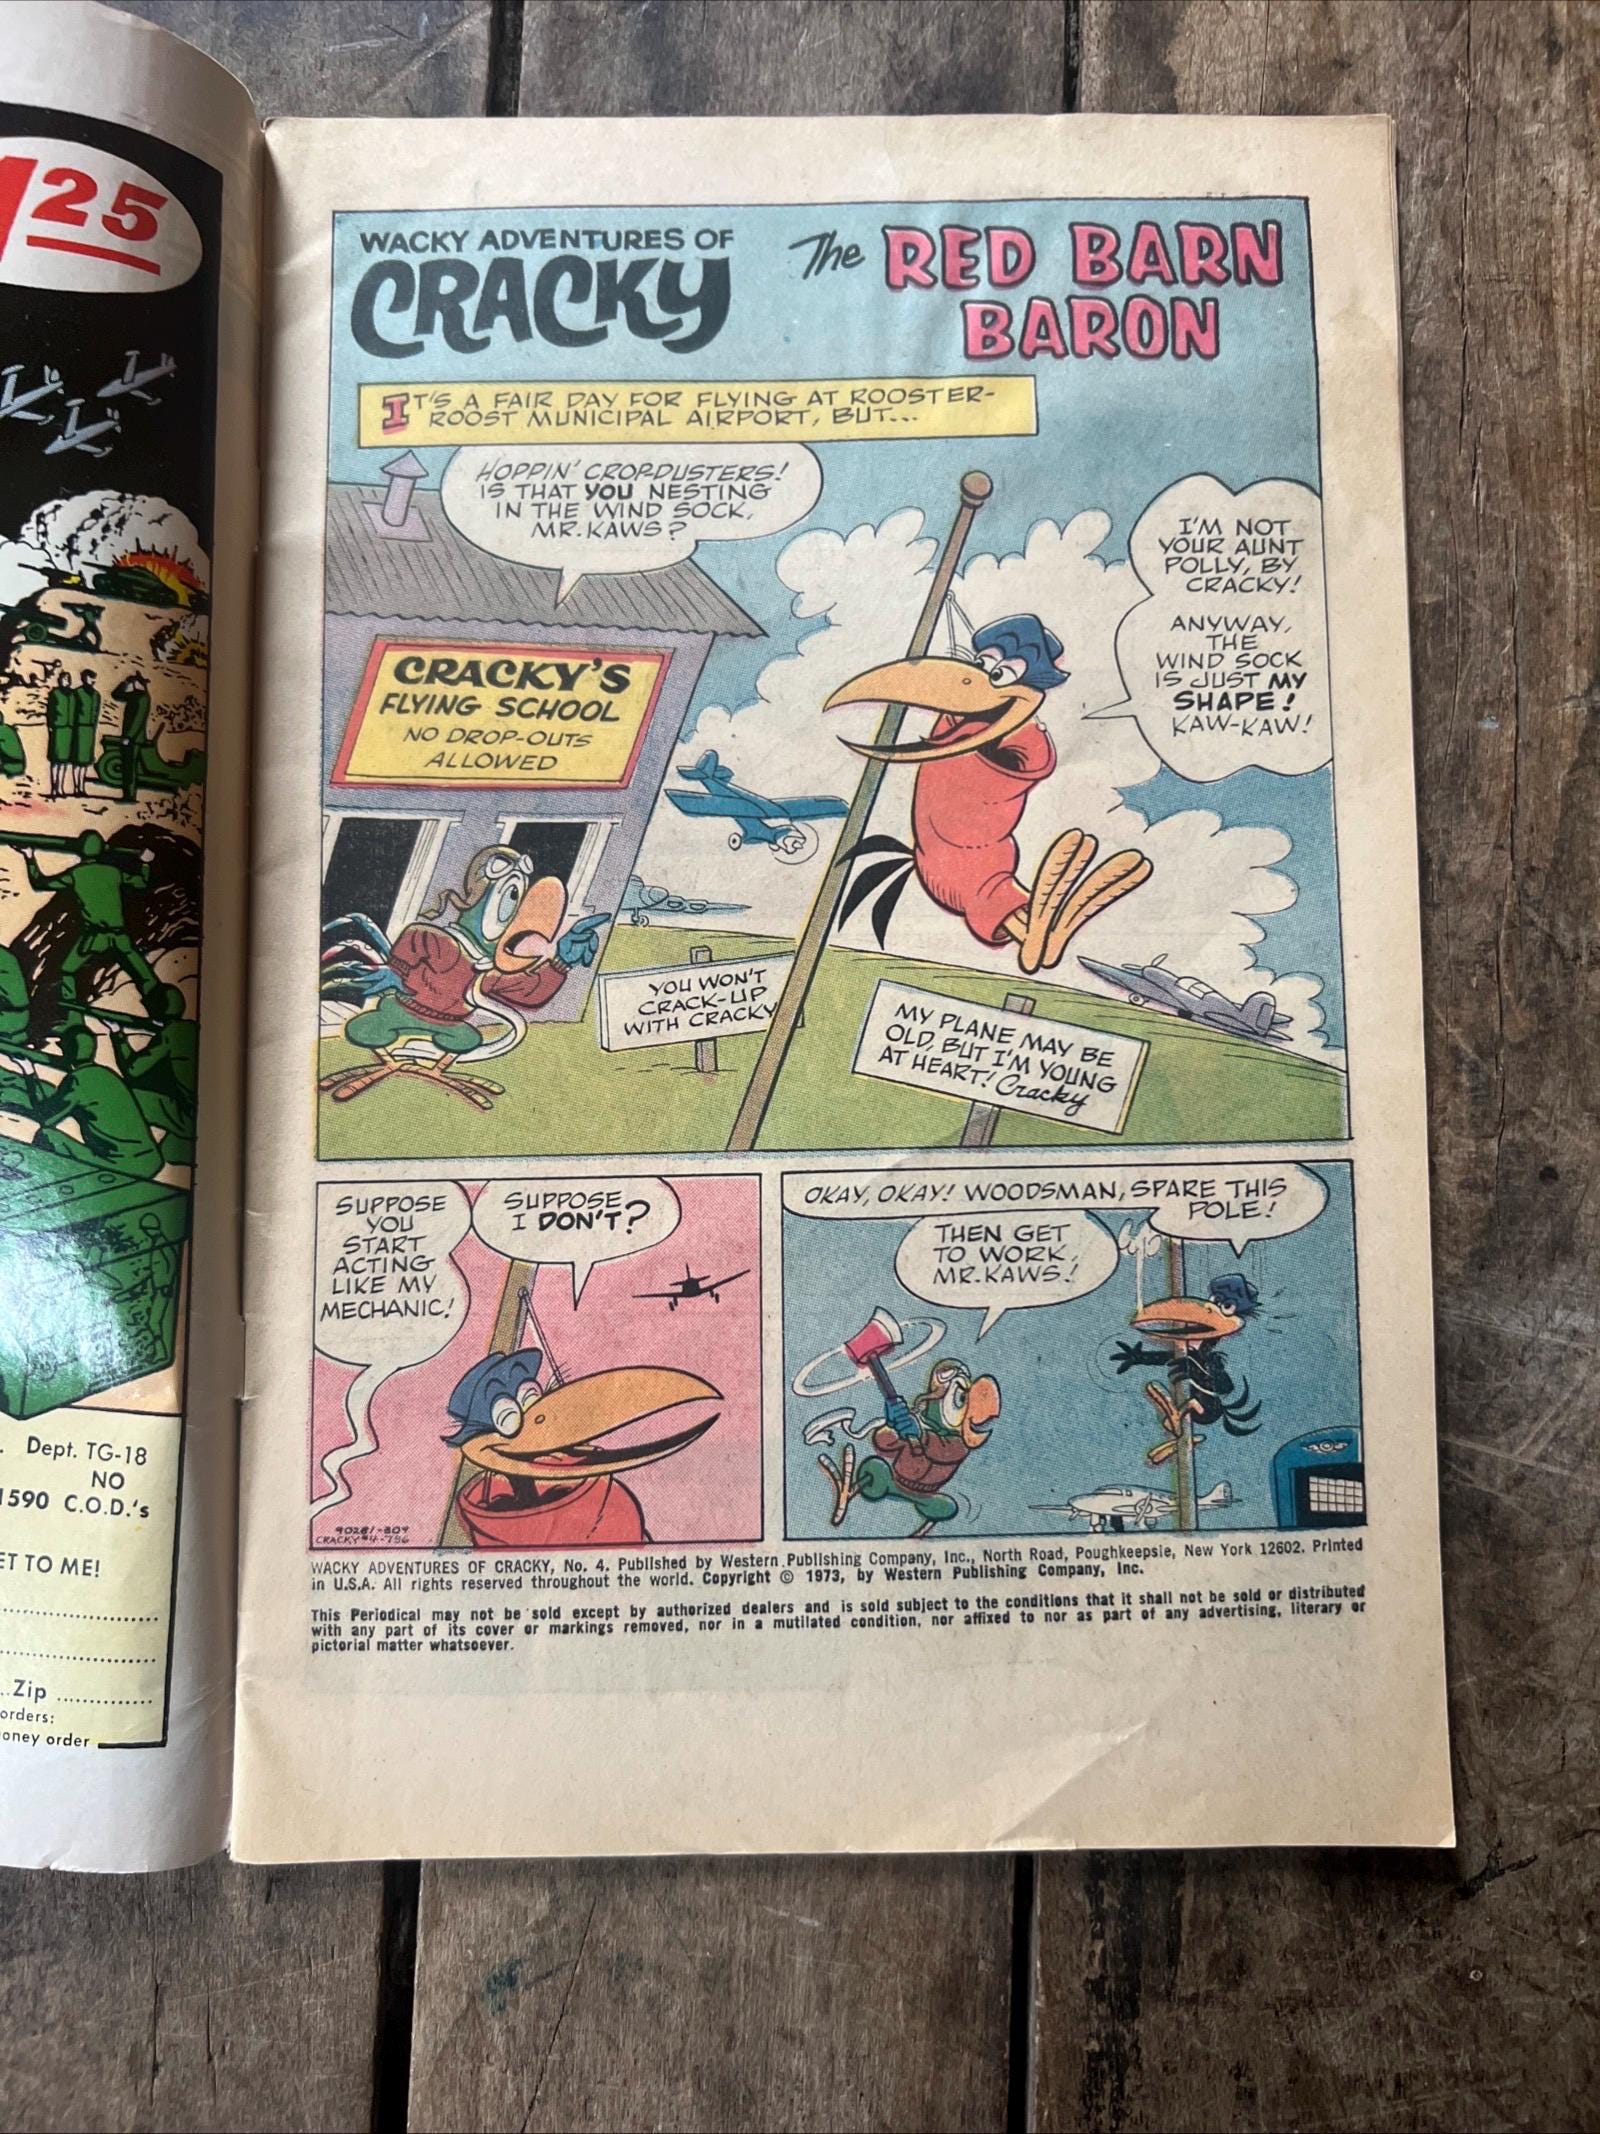 125
. Dept. TG-18
NO
1590 C.O.D.'s
ET TO ME!
Zip
orders:
oney order
WACKY ADVENTURES OF
CRACKY
The RED BARN
BARON
IT'S A FAIR DAY FOR FLYING AT ROOSTER-
ROOST MUNICIPAL AIRPORT, BUT...
HOPPIN' CROP-DUSTERS!
IS THAT YOU NESTING
IN THE WIND SOCK,
MR. KAWS?
I'M NOT
YOUR AUNT
POLLY, BY
CRACKY!
ANYWAY,
THE
WIND SOCK
IS JUST MY
SHAPE!
KAW-KAW!
CRACKY'S
FLYING SCHOOL
NO DROP-OUTS
ALLOWED
YOU WON'T
CRACK-UP
WITH CRACKY
MY PLANE MAY BE
OLD, BUT I'M YOUNG
AT HEART! Cracky
SUPPOSE
YOU
START
ACTING
LIKE MY
MECHANIC!
SUPPOSE
I DON'T?
90281-809
CRACKY #4-736
OKAY, OKAY! WOODSMAN, SPARE THIS
POLE!
THEN GET
TO WORK,
MR. KAWS!
WACKY ADVENTURES OF CRACKY, No. 4. Published by Western Publishing Company, Inc., North Road, Poughkeepsie, New York 12602. Printed
in U.S.A. All rights reserved throughout the world. Copyright © 1973, by Western Publishing Company, Inc.
This Periodical may not be sold except by authorized dealers and is sold subject to the conditions that it shall not be sold or distributed
with any part of its cover or markings removed, nor in a mutilated condition, nor affixed to nor as part of any advertising, literary or
pictorial matter whatsoever.